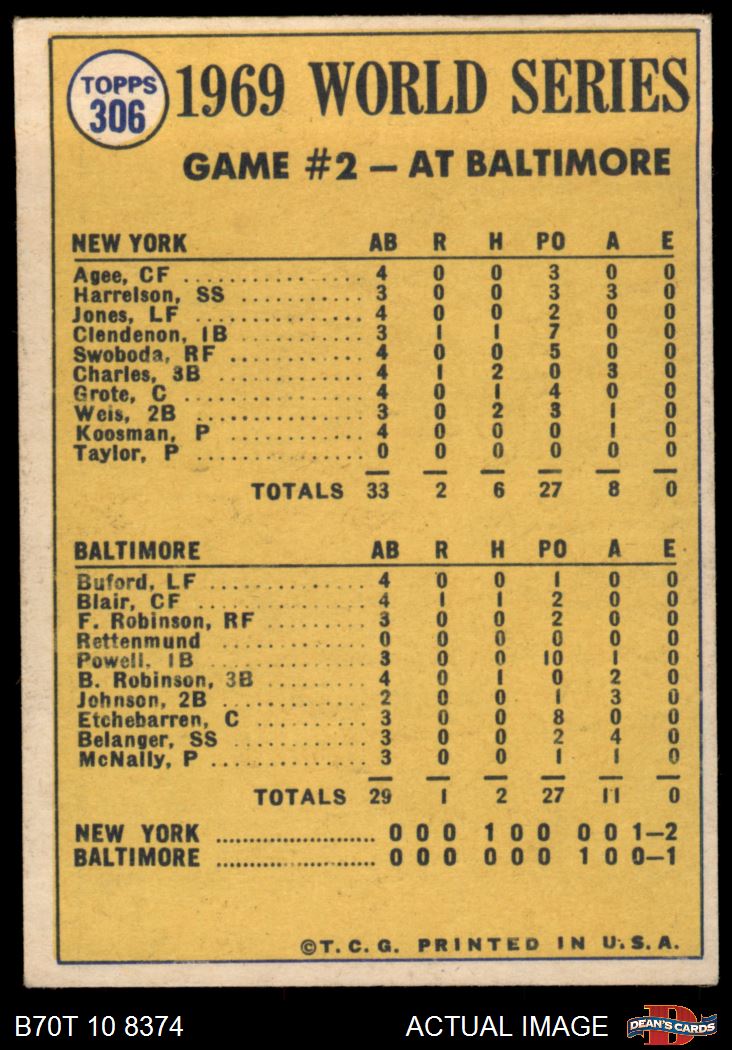 TOPPS
306
1969 WORLD SERIES
GAME #2 – AT BALTIMORE
NEW YORK AB R H PO A E
Agee, CF .................. 4 0 0 3 0 0
Harrelson, SS ............ 3 0 0 3 3 0
Jones, LF .................. 4 0 0 2 0 0
Clendenon, 1B ............ 3 1 1 7 0 0
Swoboda, RF ............. 4 0 0 5 0 0
Charles, 3B .............. 4 1 2 0 3 0
Grote, C .................. 4 0 1 4 0 0
Weis, 2B ................. 3 0 2 3 1 0
Koosman, P ............. 4 0 0 0 1 0
Taylor, P ................ 0 0 0 0 0 0
TOTALS 33 2 6 27 8 0
BALTIMORE AB R H PO A E
Buford, LF ................ 4 0 0 1 0 0
Blair, CF ................. 4 1 1 2 0 0
F. Robinson, RF .......... 3 0 0 2 0 0
Rettenmund ............... 0 0 0 0 0 0
Powell, 1B ................ 3 0 0 10 1 0
B. Robinson, 3B .......... 4 0 1 0 2 0
Johnson, 2B .............. 2 0 0 1 3 0
Etchebarren, C ........... 3 0 0 8 0 0
Belanger, SS ............. 3 0 0 2 4 0
McNally, P ............... 3 0 0 1 1 0
TOTALS 29 1 2 27 11 0
NEW YORK .................... 0 0 0 1 0 0 0 0 1–2
BALTIMORE .................... 0 0 0 0 0 0 1 0 0–1
©T.C.G. PRINTED IN U.S.A.
B70T 10 8374 ACTUAL IMAGE DEAN'S CARDS